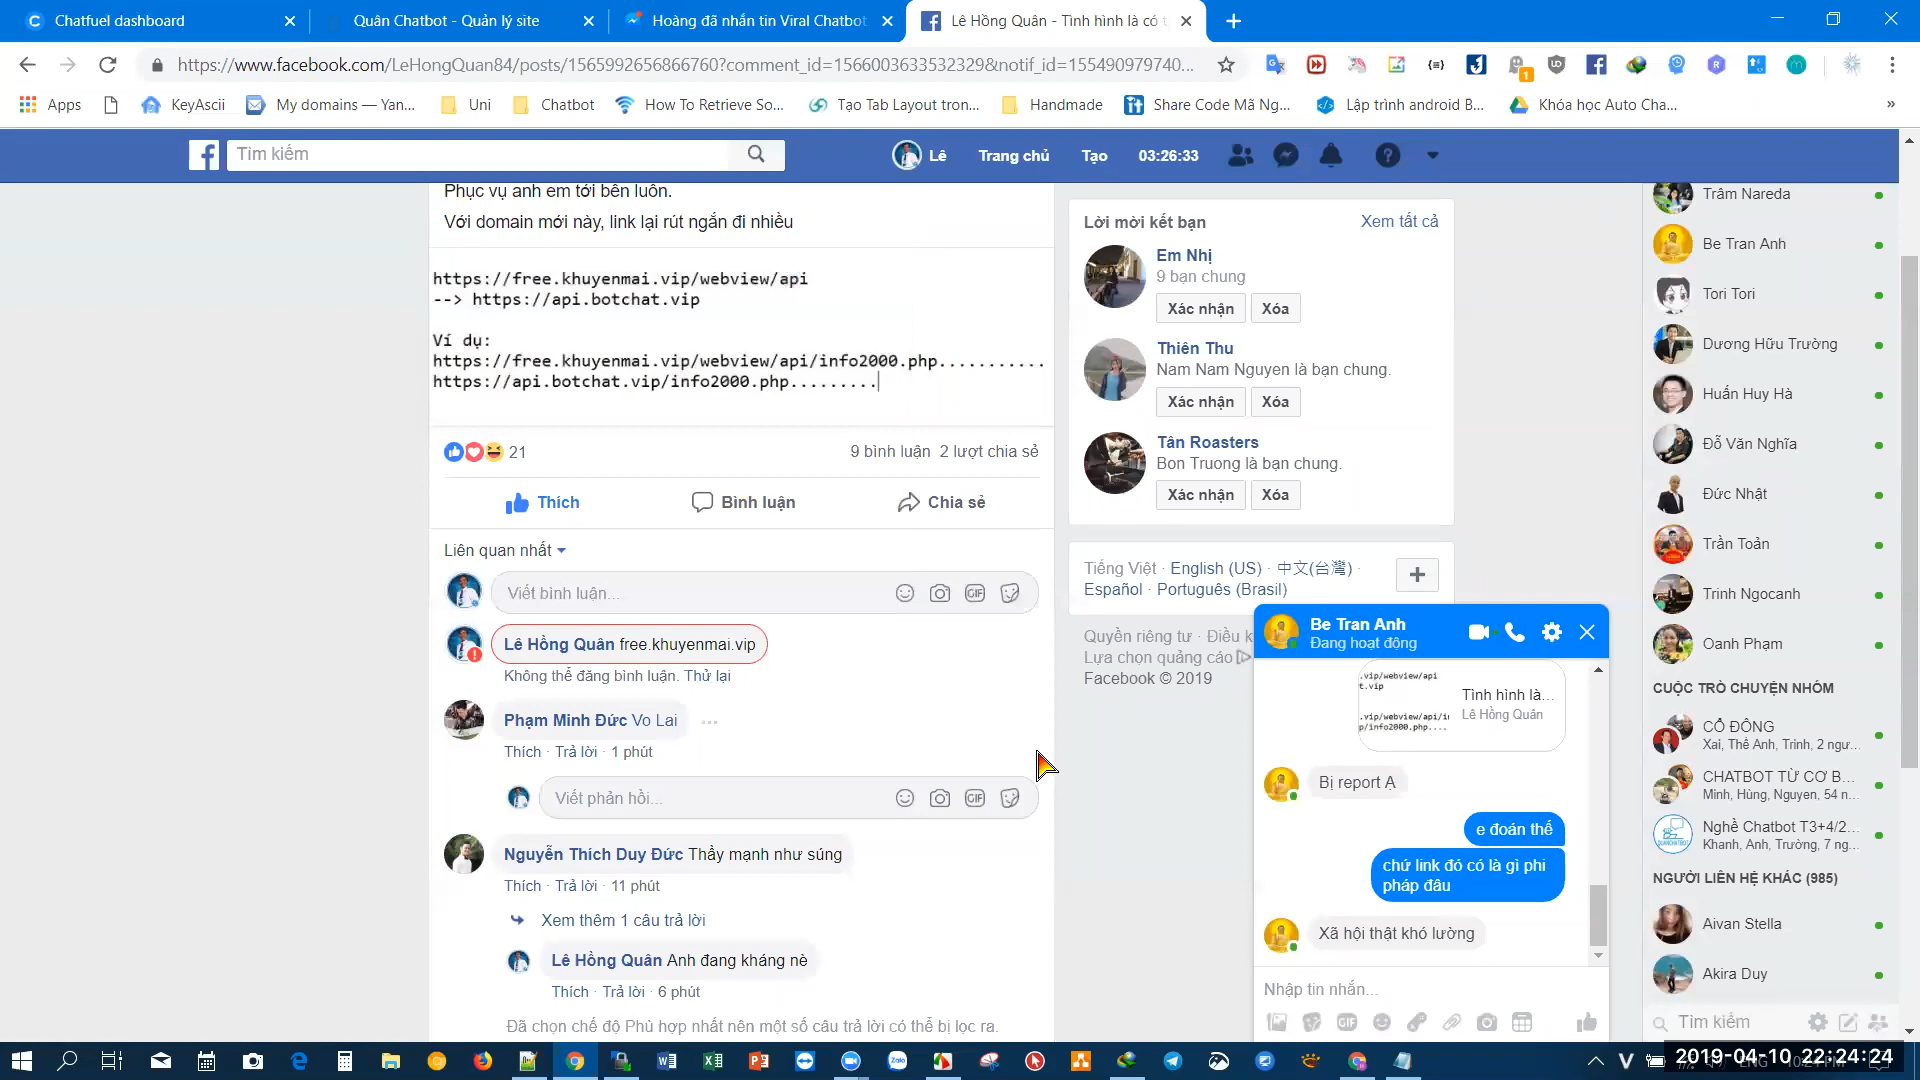 Chatfuel dashboard
Quân Chatbot - Quản lý site
Hoàng đã nhắn tin Viral Chatbot
Lê Hồng Quân - Tình hình là có t
https://www.facebook.com/LeHongQuan84/posts/1565992656866760?comment_id=1566003633532329&notif_id=155490979740...
Apps
KeyAscii
My domains — Yan...
Uni
Chatbot
How To Retrieve So...
Tạo Tab Layout tron...
Handmade
Share Code Mã Ng...
Lập trình android B...
Khóa học Auto Cha...
»
Tìm kiếm
Lê
Trang chủ
Tạo
03:26:33
Phục vụ anh em tới bên luôn.
Với domain mới này, link lại rút ngắn đi nhiều
https://free.khuyenmai.vip/webview/api
--> https://api.botchat.vip
Ví dụ:
https://free.khuyenmai.vip/webview/api/info2000.php...........
https://api.botchat.vip/info2000.php.........
21
9 bình luận 2 lượt chia sẻ
Thích
Bình luận
Chia sẻ
Liên quan nhất
Viết bình luận...
Lê Hồng Quân free.khuyenmai.vip
Không thể đăng bình luận. Thử lại
Phạm Minh Đức Vo Lai
Thích · Trả lời · 1 phút
Viết phản hồi...
Nguyễn Thích Duy Đức Thầy mạnh như súng
Thích · Trả lời · 11 phút
Xem thêm 1 câu trả lời
Lê Hồng Quân Anh đang kháng nè
Thích · Trả lời · 6 phút
Đã chọn chế độ Phù hợp nhất nên một số câu trả lời có thể bị lọc ra.
Lời mời kết bạn
Xem tất cả
Em Nhị
9 bạn chung
Xác nhận
Xóa
Thiên Thu
Nam Nam Nguyen là bạn chung.
Xác nhận
Xóa
Tân Roasters
Bon Truong là bạn chung.
Xác nhận
Xóa
Tiếng Việt · English (US) · 中文(台灣) ·
Español · Português (Brasil)
Quyền riêng tư · Điều k
Lựa chọn quảng cáo
Facebook © 2019
Be Tran Anh
Đang hoạt động
.vip/webview/api
t.vip
.vip/webview/api/i
p/info2000.php....
Tình hình là...
Lê Hồng Quân
Bị report Ạ
e đoán thế
chứ link đó có là gì phi
pháp đâu
Xã hội thật khó lường
Nhập tin nhắn...
Trâm Nareda
Be Tran Anh
Tori Tori
Dương Hữu Trường
Huấn Huy Hà
Đỗ Văn Nghĩa
Đức Nhật
Trần Toản
Trinh Ngocanh
Oanh Phạm
CUỘC TRÒ CHUYỆN NHÓM
CỔ ĐÔNG
Xai, Thế Anh, Trinh, 2 ngư...
CHATBOT TỪ CƠ B...
Minh, Hùng, Nguyen, 54 n...
Nghề Chatbot T3+4/2...
Khanh, Anh, Trường, 7 ng...
NGƯỜI LIÊN HỆ KHÁC (985)
Aivan Stella
Akira Duy
Tìm kiếm
2019-04-10 22:24:24